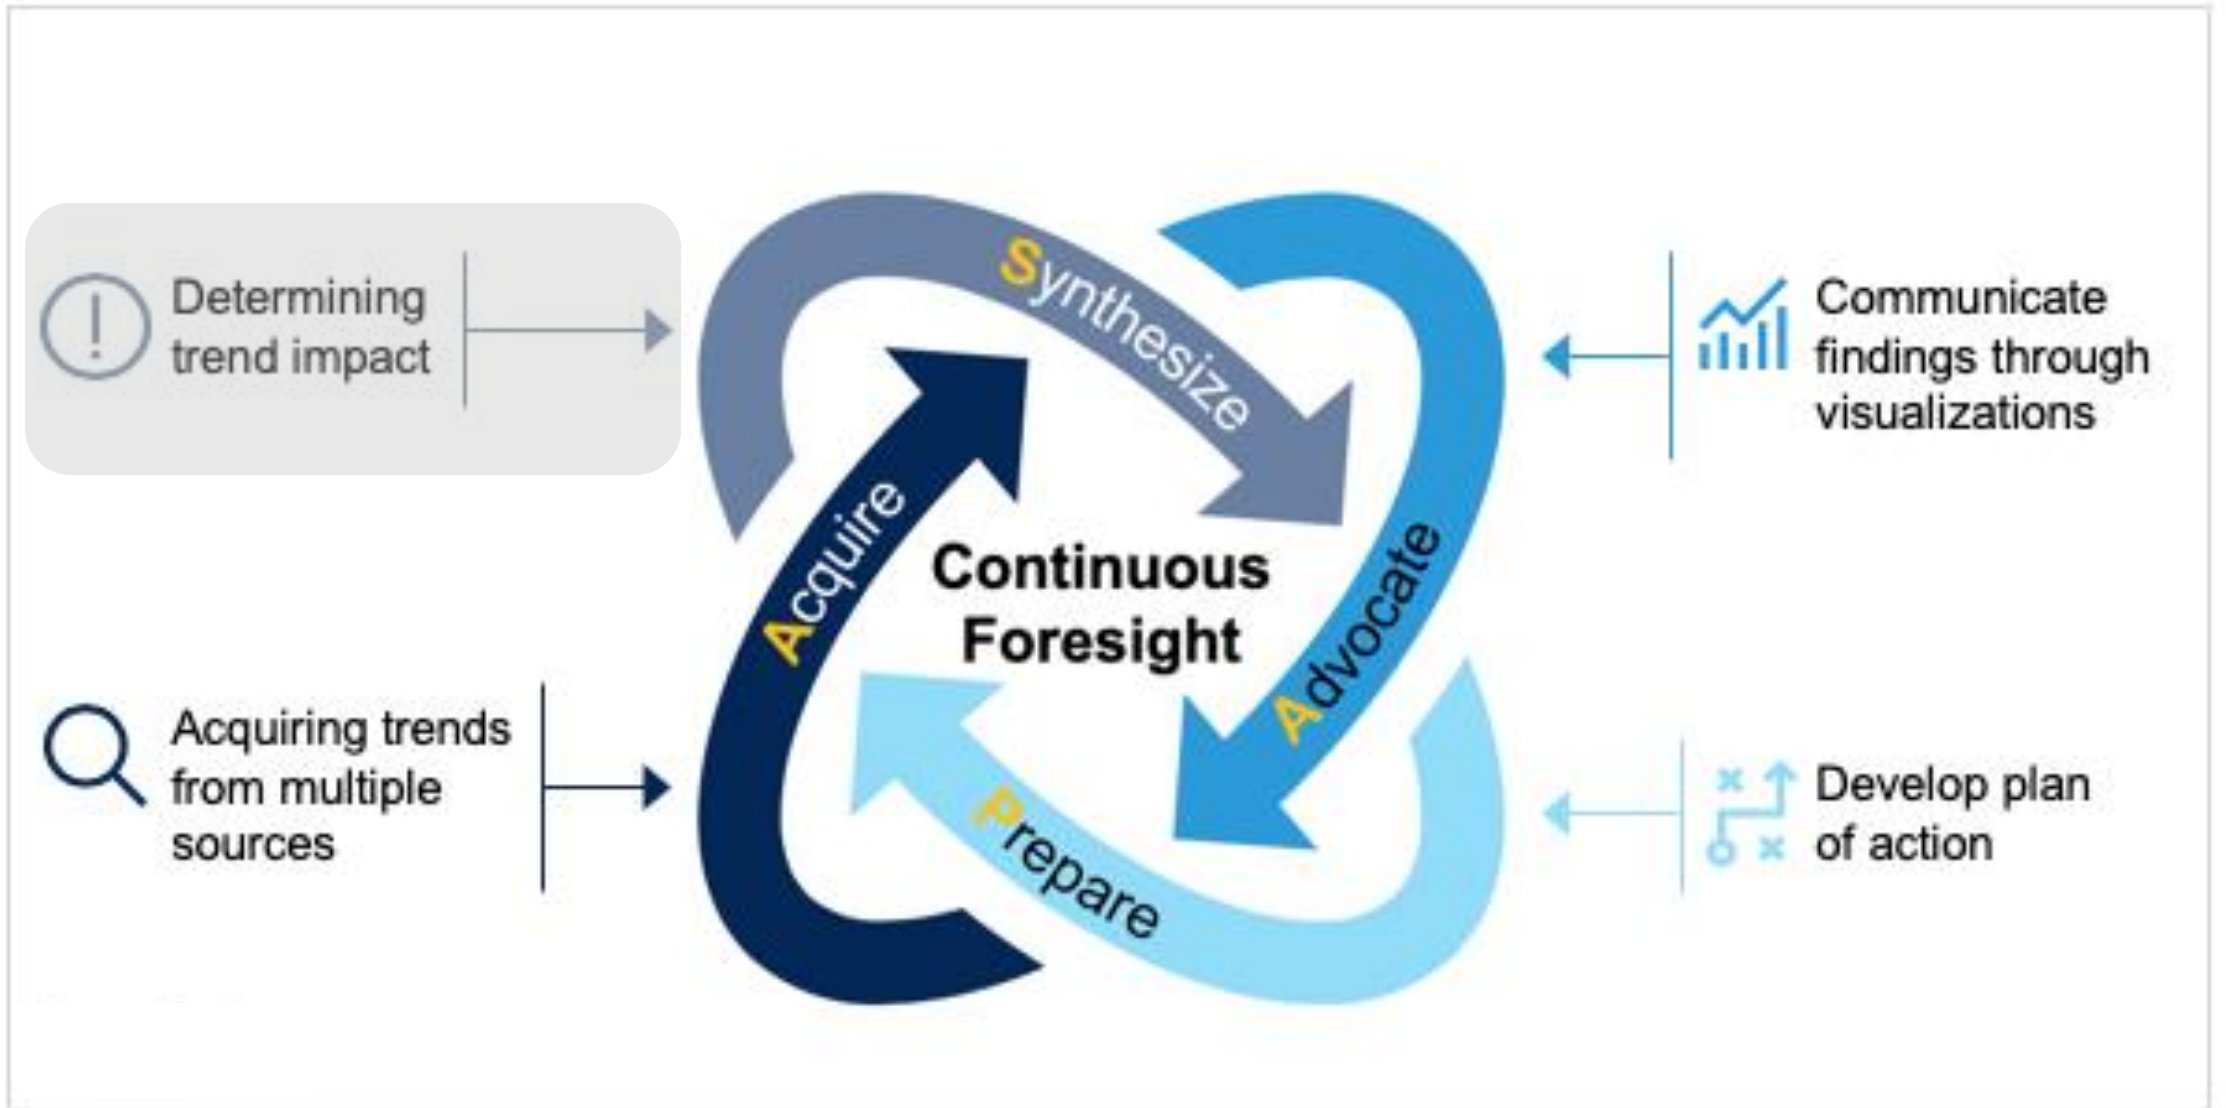 Determining
trend impact
Acquiring trends
from multiple
sources
Synthesize
Acquire
Continuous
Foresight
Advocate
Prepare
Communicate
findings through
visualizations
Develop plan
of action